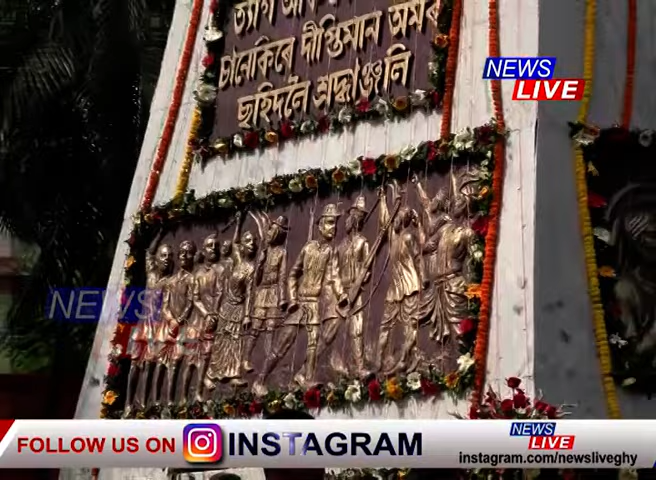 ত্যাগ আৰু
চানেকিৰে দীপ্তিমান অমৰ
ছহিদলৈ শ্ৰদ্ধাঞ্জলি
NEWS
LIVE
NEWS
FOLLOW US ON INSTAGRAM
NEWS
LIVE
instagram.com/newsliveghy